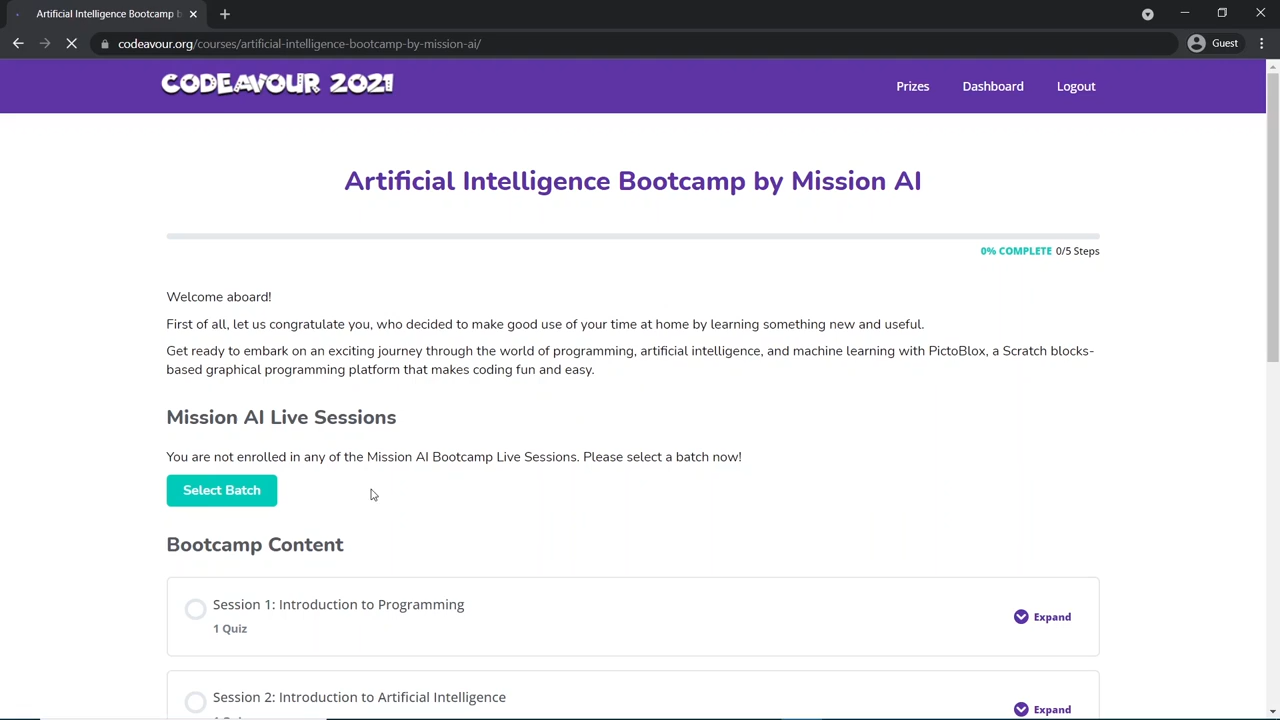 Artificial Intelligence Bootcamp b
codeavour.org/courses/artificial-intelligence-bootcamp-by-mission-ai/
Guest
CODEAVOUR 2021
Prizes
Dashboard
Logout
Artificial Intelligence Bootcamp by Mission AI
0% COMPLETE 0/5 Steps
Welcome aboard!
First of all, let us congratulate you, who decided to make good use of your time at home by learning something new and useful.
Get ready to embark on an exciting journey through the world of programming, artificial intelligence, and machine learning with PictoBlox, a Scratch blocks-
based graphical programming platform that makes coding fun and easy.
Mission AI Live Sessions
You are not enrolled in any of the Mission AI Bootcamp Live Sessions. Please select a batch now!
Select Batch
Bootcamp Content
Session 1: Introduction to Programming
1 Quiz
Expand
Session 2: Introduction to Artificial Intelligence
Expand